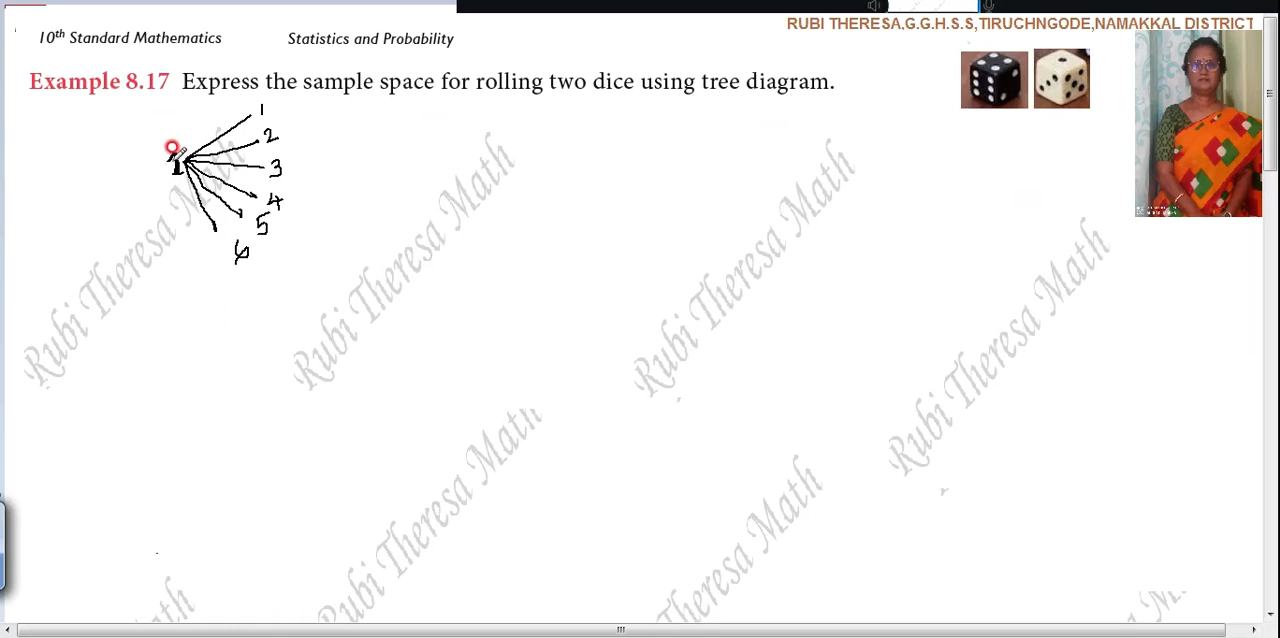 RUBI THERESA,G.G.H.S.S,TIRUCHNGODE,NAMAKKAL DISTRICT
10th Standard Mathematics Statistics and Probability
Example 8.17 Express the sample space for rolling two dice using tree diagram.
1
2
1
3
4
5
6
Rubi Theresa Math
Rubi Theresa Math
Rubi Theresa Math
Rubi Theresa Math
Rubi Theresa Math
Theresa Math
Math
M